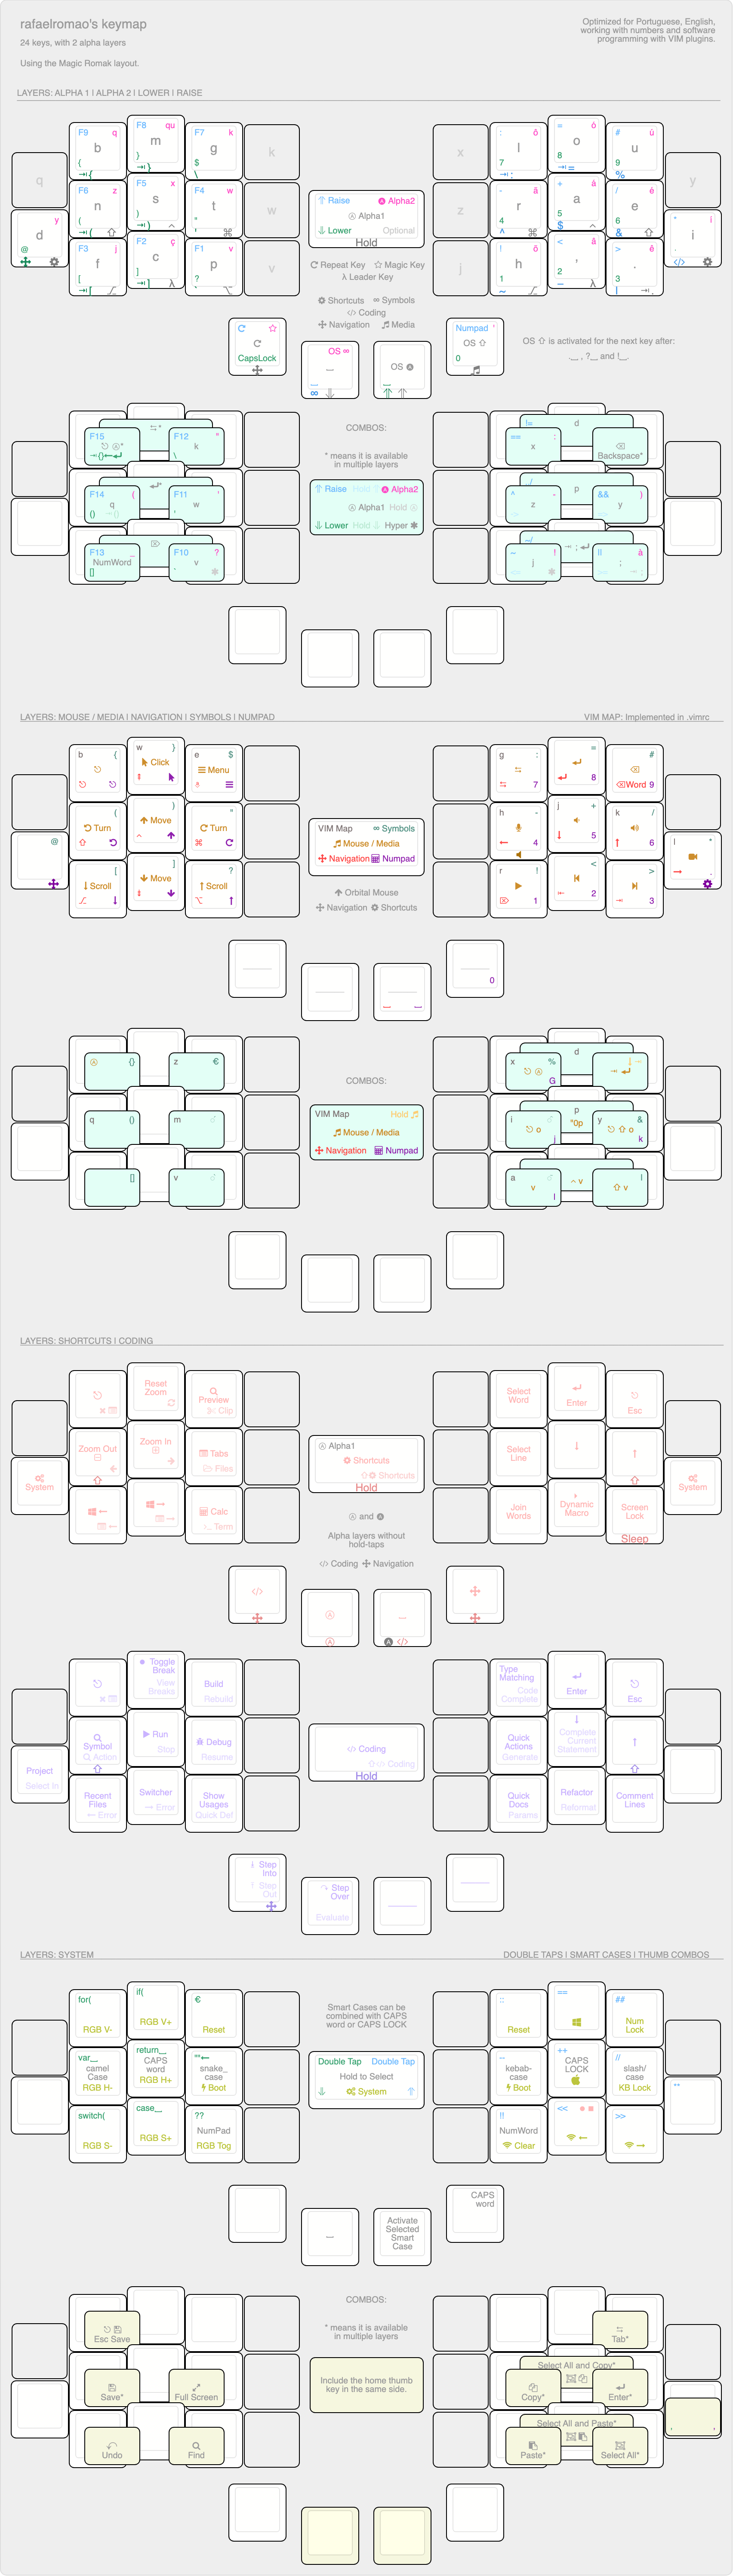 rafaelromao's keymap
24 keys, with 2 alpha layers
Using the Magic Romak layout.
Optimized for Portuguese, English,
working with numbers and software
programming with VIM plugins.
LAYERS: ALPHA 1 | ALPHA 2 | LOWER | RAISE
F9 q
b
{
F8 qu
m
)
F7 k
g
$
k
x
: õ
l
7
= ó
o
8
# ú
u
9
%
q
y
F6 z
n
(
F5 x
s
)
F4 w
t
"
w
z
- ã
r
4
+ á
a
5
$
/ é
e
6
&
y
d
@
* i
i
F3 j
f
[
F2 ç
c
]
λ
F1 v
p
?
v
j
! õ
h
1
~
< â
,
2
> ê
.
3
Raise Alpha2
Alpha1
Lower Optional
Hold
Repeat Key Magic Key
λ Leader Key
Shortcuts ∞ Symbols
</> Coding
Navigation Media
CapsLock
OS ∞
∞
OS
Numpad '
OS ⇧
0
OS ⇧ is activated for the next key after:
.__ , ?__ and !__.
COMBOS:
* means it is available
in multiple layers
Raise Hold Alpha2
Alpha1 Hold
Lower Hold Hyper
F15
F12 "
k
\
F14 (
q
()
F11 '
w
F13 _
NumWord
[]
F10 ?
v
!=
d
== :
x
Backspace*
p
^ -
z
&& )
y
~/
!
j
|| à
;
LAYERS: MOUSE / MEDIA | NAVIGATION | SYMBOLS | NUMPAD
VIM MAP: Implemented in .vimrc
b {
w }
Click
e $
Menu
g :
7
=
8
#
Word 9
@
(
Turn
)
Move
"
Turn
h -
4
j +
5
k /
6
l *
.
[
Scroll
]
Move
?
Scroll
r !
1
<
2
>
3
VIM Map ∞ Symbols
Mouse / Media
Navigation Numpad
Orbital Mouse
Navigation Shortcuts
0
COMBOS:
VIM Map Hold
Mouse / Media
Navigation Numpad
{}
z €
q ()
m
[]
v
d
x %
G
p
"0p
i
o
j
y &
o
k
a
v
l
v
|
v
LAYERS: SHORTCUTS | CODING
Reset
Zoom
Preview
Clip
Select
Word
Enter
Esc
Zoom Out
Zoom In
Tabs
Files
Select
Line
System
System
Calc
Term
Join
Words
Dynamic
Macro
Screen
Lock
Sleep
Alpha1
Shortcuts
Shortcuts
Hold
and
Alpha layers without
hold-taps
</> Coding Navigation
</>
</>
Toggle
Break
View
Breaks
Build
Rebuild
Type
Matching
Code
Complete
Enter
Esc
Symbol
Action
Run
Stop
Debug
Resume
Quick
Actions
Generate
Complete
Current
Statement
Project
Select In
Recent
Files
Error
Switcher
Error
Show
Usages
Quick Def
Quick
Docs
Params
Refactor
Reformat
Comment
Lines
</> Coding
</> Coding
Hold
Step
Into
Step
Out
Step
Over
Evaluate
LAYERS: SYSTEM
DOUBLE TAPS | SMART CASES | THUMB COMBOS
for(
RGB V-
if(
RGB V+
€
Reset
::
Reset
==
##
Num
Lock
Smart Cases can be
combined with CAPS
word or CAPS LOCK
var__
camel
Case
RGB H-
return__
CAPS
word
RGB H+
snake_
case
Boot
Double Tap Double Tap
Hold to Select
System
--
kebab-
case
Boot
++
CAPS
LOCK
//
slash/
case
KB Lock
**
switch(
RGB S-
case__
RGB S+
??
NumPad
RGB Tog
!!
NumWord
Clear
<<
>>
Activate
Selected
Smart
Case
CAPS
word
COMBOS:
* means it is available
in multiple layers
Include the home thumb
key in the same side.
Esc Save
Save*
Full Screen
Undo
Find
Tab*
Select All and Copy*
Copy*
Enter*
Select All and Paste*
Paste*
Select All*